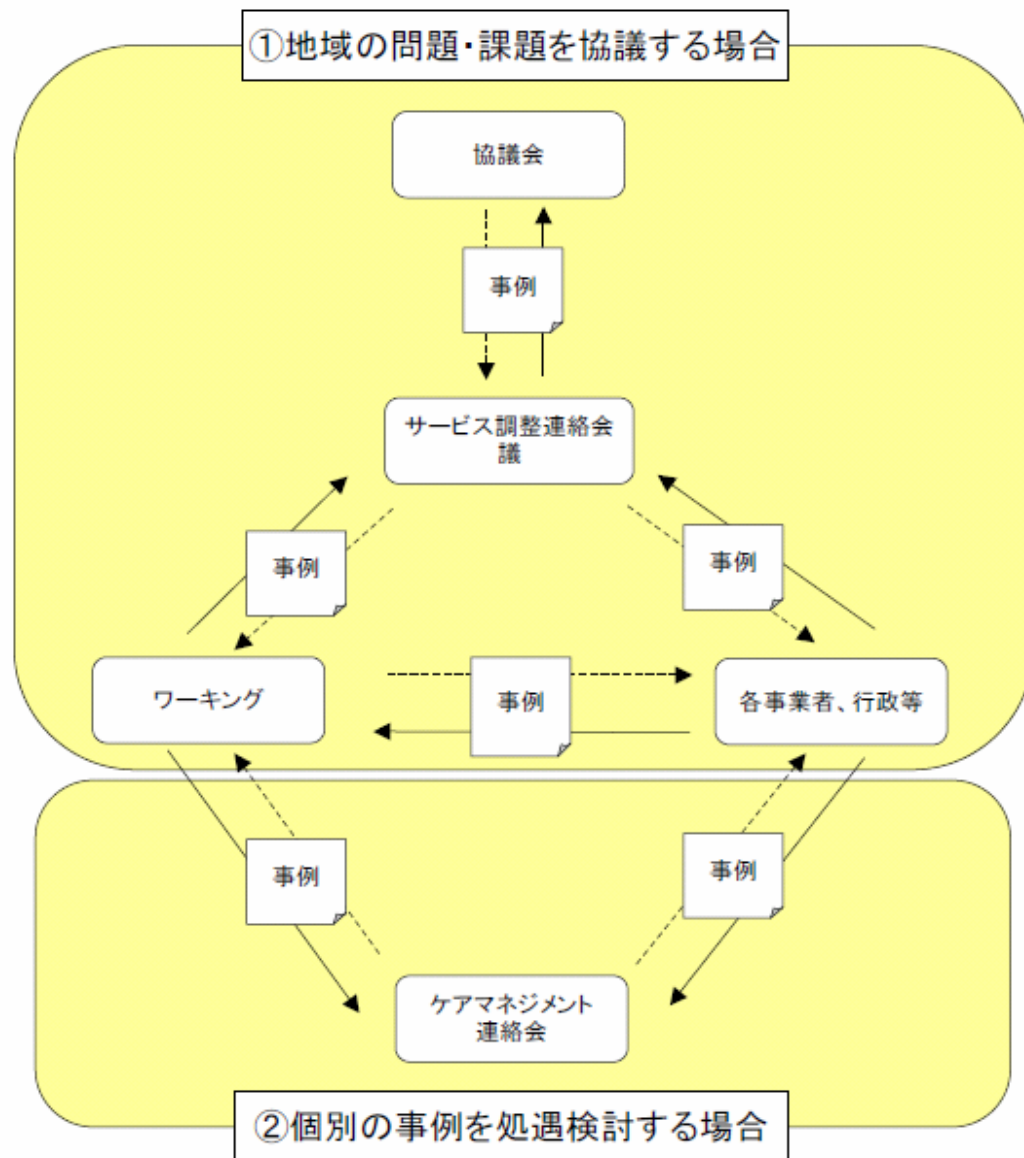 ①地域の問題・課題を協議する場合
協議会
事例
サービス調整連絡会
議
事例
事例
ワーキング
事例
各事業者、行政等
事例
事例
ケアマネジメント
連絡会
②個別の事例を処遇検討する場合